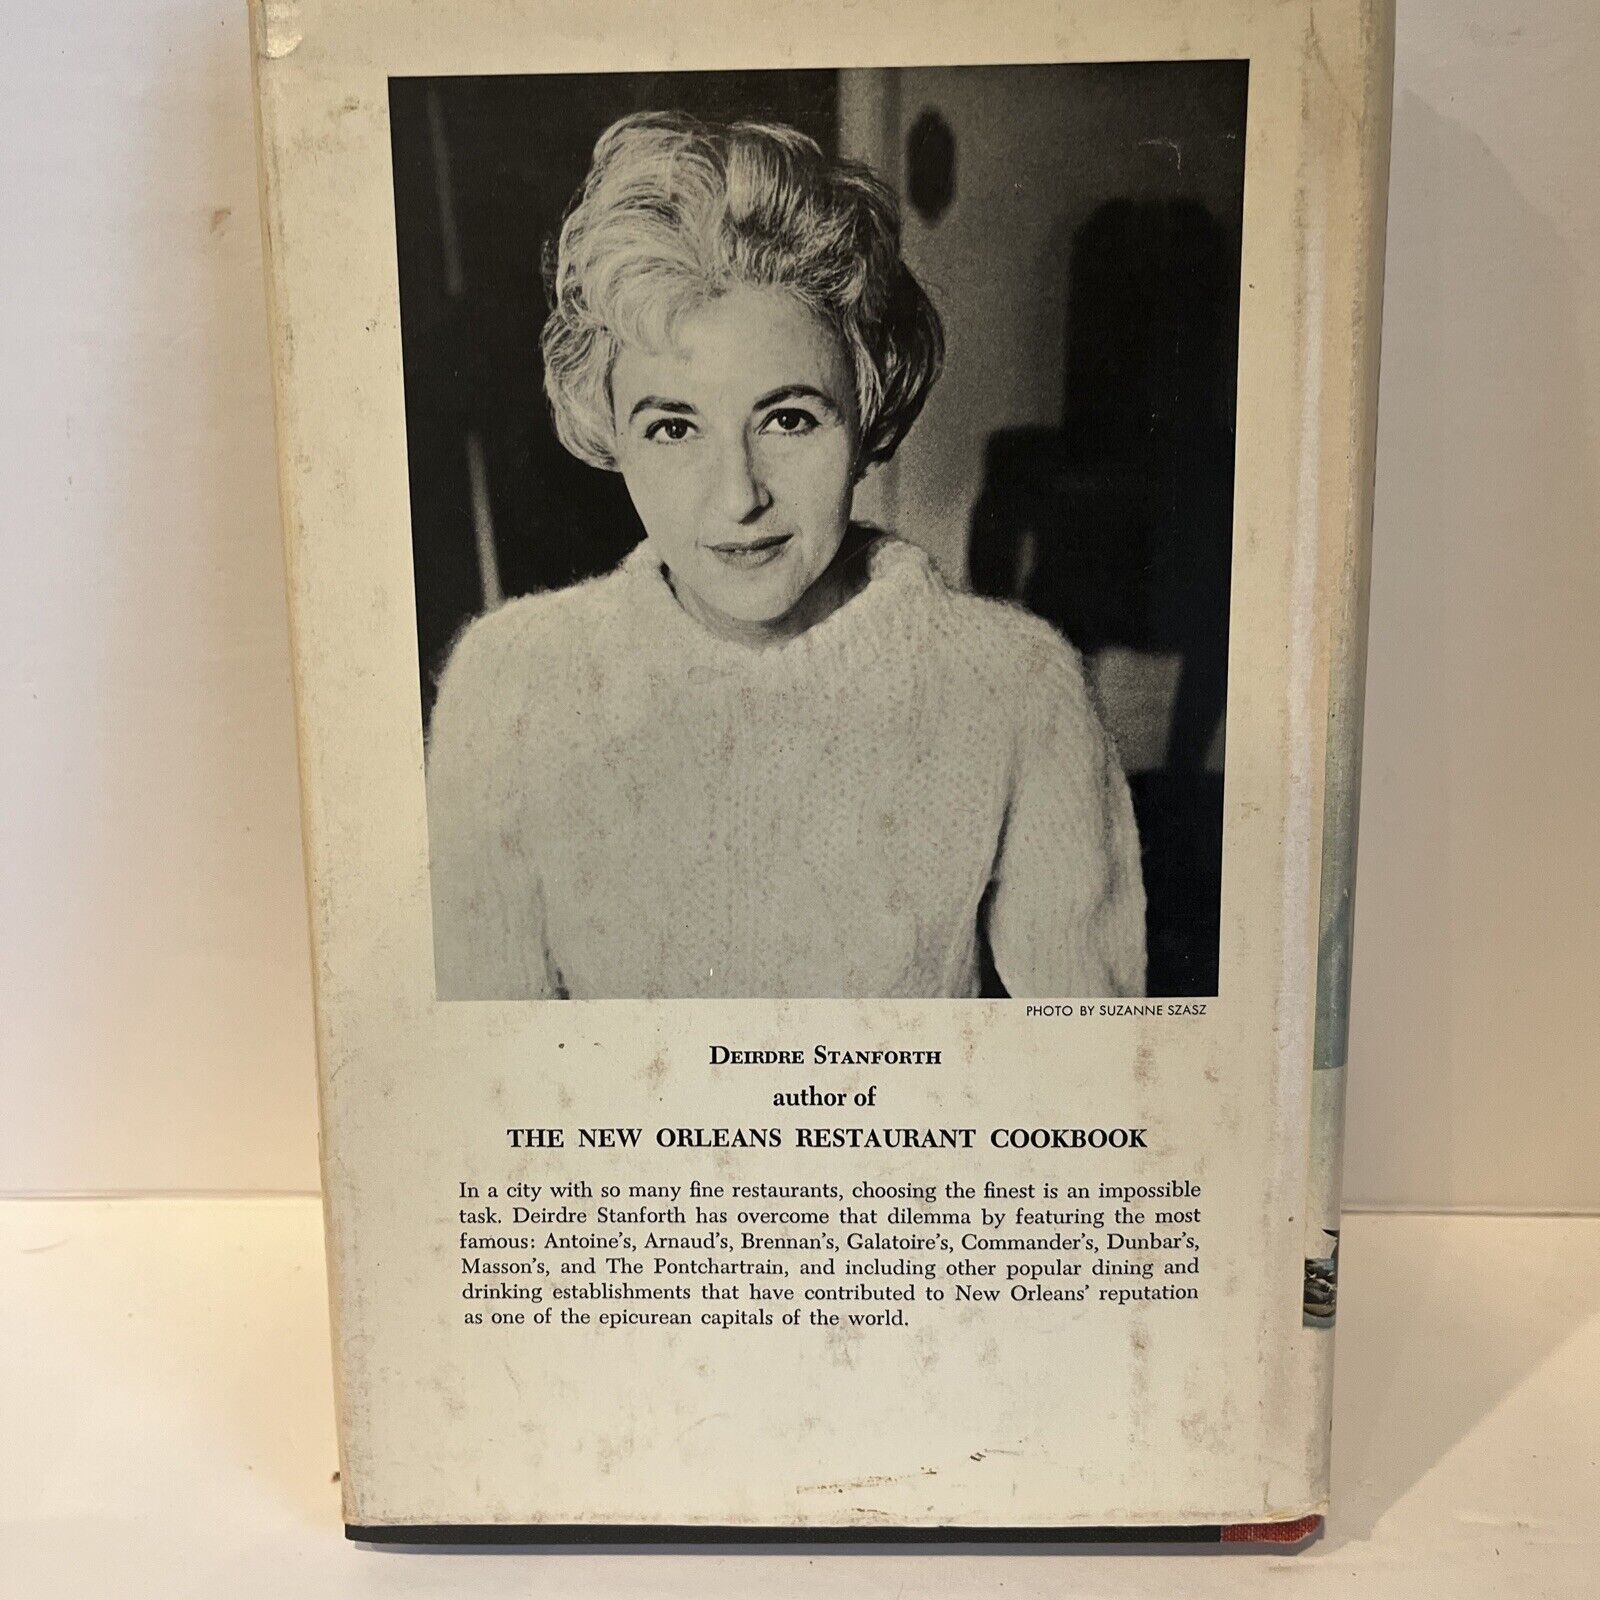 PHOTO BY SUZANNE SZASZ
DEIRDRE STANFORTH
author of
THE NEW ORLEANS RESTAURANT COOKBOOK
In a city with so many fine restaurants, choosing the finest is an impossible
task. Deirdre Stanforth has overcome that dilemma by featuring the most
famous: Antoine's, Arnaud's, Brennan's, Galatoire's, Commander's, Dunbar's,
Masson's, and The Pontchartrain, and including other popular dining and
drinking establishments that have contributed to New Orleans' reputation
as one of the epicurean capitals of the world.